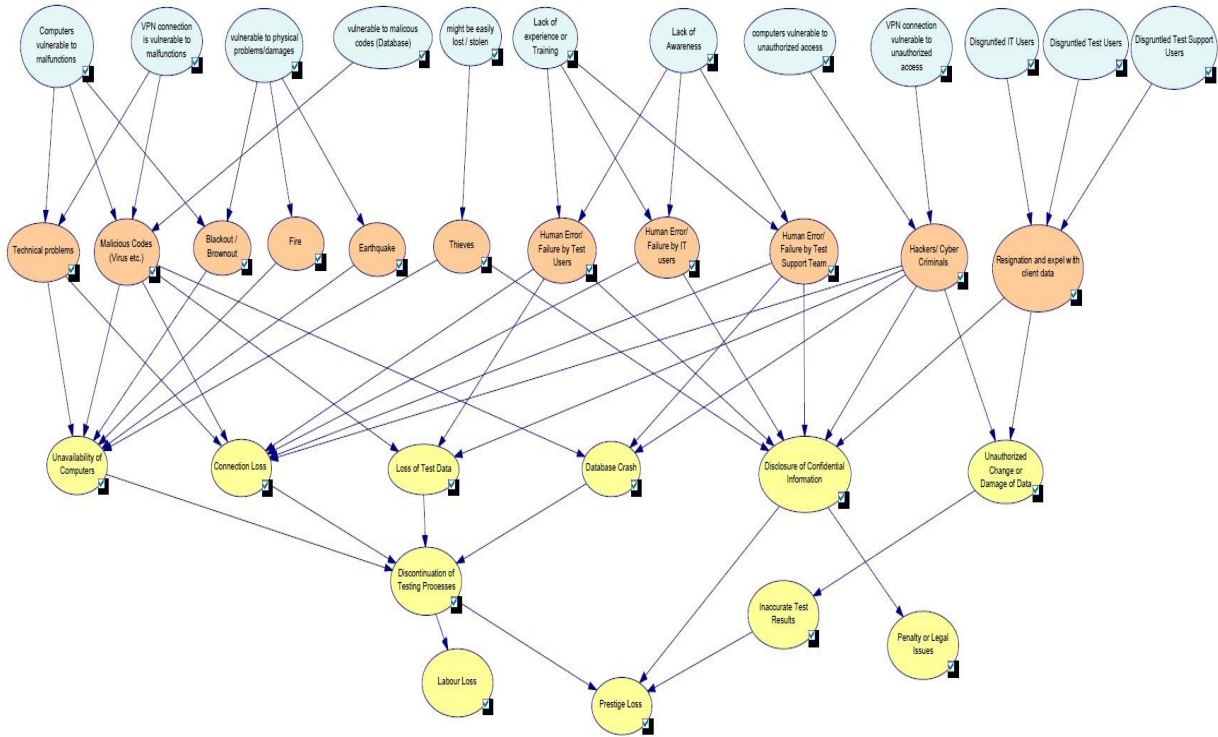 Computers
vulnerable to
malfunctions
VPN connection
is vulnerable to
malfunctions
vulnerable to physical
problems/damages
vulnerable to malicous
codes (Database)
might be easily
lost / stolen
Lack of
experience or
Training
Lack of
Awareness
computers vulnerable to
unauthorized access
VPN connection
vulnerable to
unauthorized
access
Disgruntled IT Users
Disgruntled Test Users
Disgruntled Test Support
Users
Technical problems
Malicious Codes
(Virus etc.)
Blackout /
Brownout
Fire
Earthquake
Thieves
Human Error/
Failure by Test
Users
Human Error/
Failure by IT
users
Human Error/
Failure by Test
Support Team
Hackers/ Cyber
Criminals
Resignation and expel with
client data
Unavailability of
Computers
Connection Loss
Loss of Test Data
Database Crash
Disclosure of Confidential
Information
Unauthorized
Change or
Damage of Data
Discontinuation of
Testing Processes
Inaccurate Test
Results
Penalty or Legal
Issues
Labour Loss
Prestige Loss